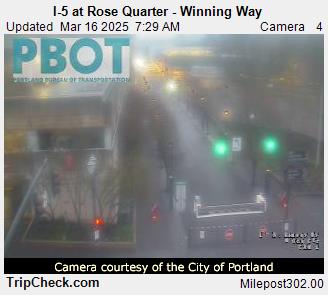 I-5 at Rose Quarter - Winning Way
Updated Mar 16 2025 7:29 AM Camera 4
PBOT
PORTLAND BUREAU OF TRANSPORTATION
Camera courtesy of the City of Portland
TripCheck.com Milepost302.00